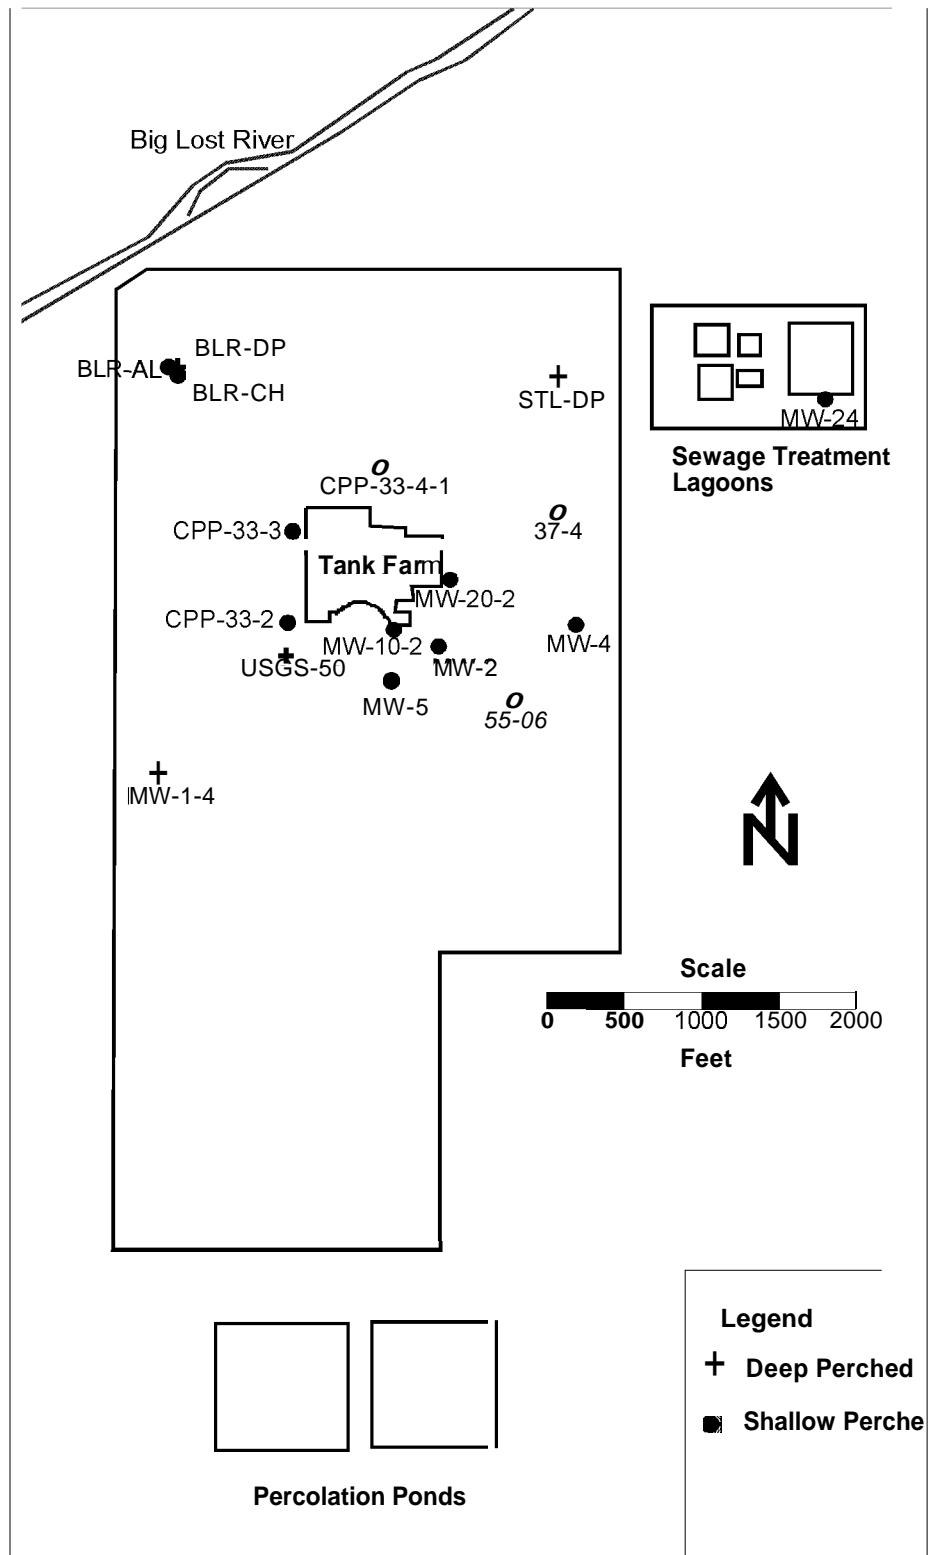 Big Lost River
BLR-DP
BLR-AL
BLR-CH
STL-DP
MW-24
Sewage Treatment
Lagoons
CPP-33-4-1
37-4
CPP-33-3
Tank Farm
MW-20-2
CPP-33-2
MW-10-2
MW-4
USGS-50
MW-2
MW-5
55-06
MW-1-4
N
Scale
0 500 1000 1500 2000
Feet
Legend
Deep Perched
Shallow Perche
Percolation Ponds